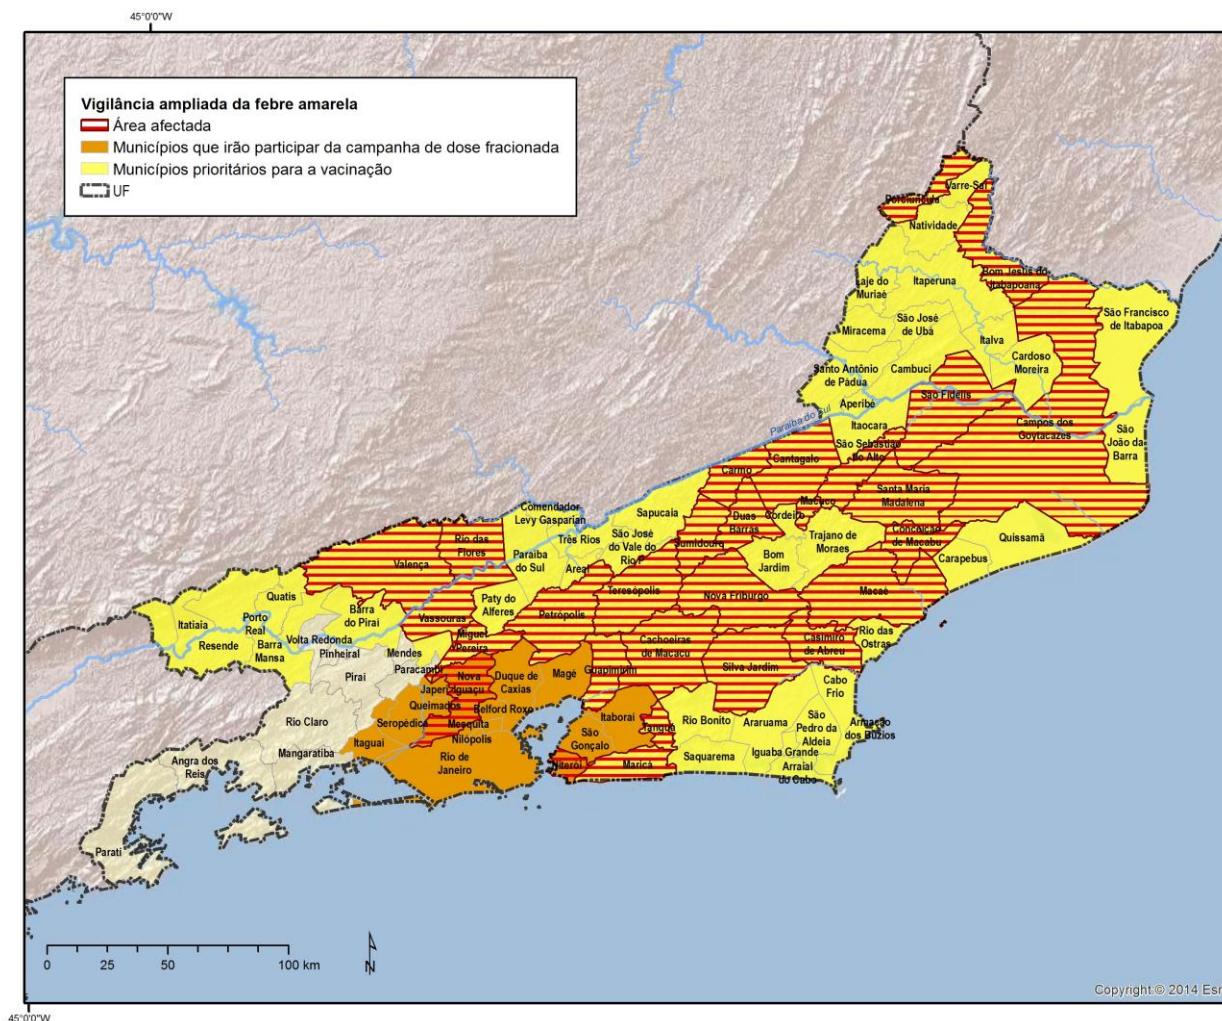 45°0'0"W
Vigilância ampliada da febre amarela
Área afectada
Municípios que irão participar da campanha de dose fracionada
Municípios prioritários para a vacinação
UF
Varre-Sai
Porciúncula
Natividade
Bom Jesus do
Itabapoana
Laje do
Muriaé
Itaperuna
São Francisco
de Itabapoa
São José
de Ubá
Miracema
Italva
Cardoso
Moreira
Santo Antônio
de Pádua
Cambuci
São Fidélis
Aperibé
Paraíba do Sul
Itaocara
Campos dos
Goytacazes
São
João da
Barra
São Sebastião
do Alto
Cantagalo
Carmo
Santa Maria
Madalena
Macuco
Cordeiro
Duas
Barras
Comendador
Levy Gasparian
Sapucaia
Trajano de
Moraes
Conceição
de Macabu
Quissamã
Rio das
Flores
Três Rios
São José
do Vale do
Rio P
Sumidouro
Valença
Paraíba
do Sul
Areal
Bom
Jardim
Carapebus
Teresópolis
Nova Friburgo
Macaé
Quatis
Paty do
Alferes
Petrópolis
Itatiaia
Porto
Real
Barra
do Piraí
Vassouras
Resende
Barra
Mansa
Volta Redonda
Pinheiral
Mendes
Miguel
Pereira
Cachoeiras
de Macacu
Casimiro
de Abreu
Rio das
Ostras
Piraí
Paracambi
Japeri
Nova
Iguaçu
Duque de
Caxias
Magé
Guapimirim
Silva Jardim
Cabo
Frio
Queimados
Belford Roxo
Itaboraí
Rio Claro
Seropédica
Mesquita
Tanguá
Rio Bonito
Araruama
São
Pedro da
Aldeia
Armação
dos Búzios
Itaguaí
Nilópolis
São
Gonçalo
Mangaratiba
Rio de
Janeiro
Niterói
Maricá
Saquarema
Iguaba Grande
Arraial
do Cabo
Angra dos
Reis
Parati
0 25 50 100 km
N
Copyright © 2014 Esr
45°0'0"W